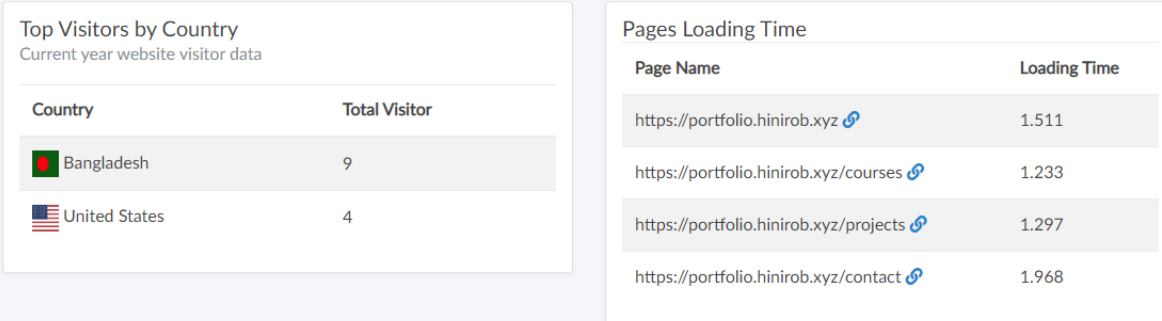 Top Visitors by Country
Current year website visitor data
Country Total Visitor
Bangladesh 9
United States 4
Pages Loading Time
Page Name Loading Time
https://portfolio.hinirob.xyz 1.511
https://portfolio.hinirob.xyz/courses 1.233
https://portfolio.hinirob.xyz/projects 1.297
https://portfolio.hinirob.xyz/contact 1.968